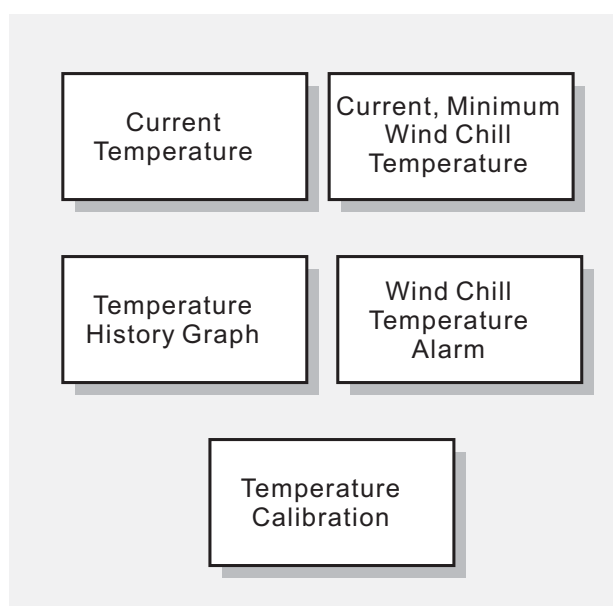 Current
Temperature
Current, Minimum
Wind Chill
Temperature
Temperature
History Graph
Wind Chill
Temperature
Alarm
Temperature
Calibration